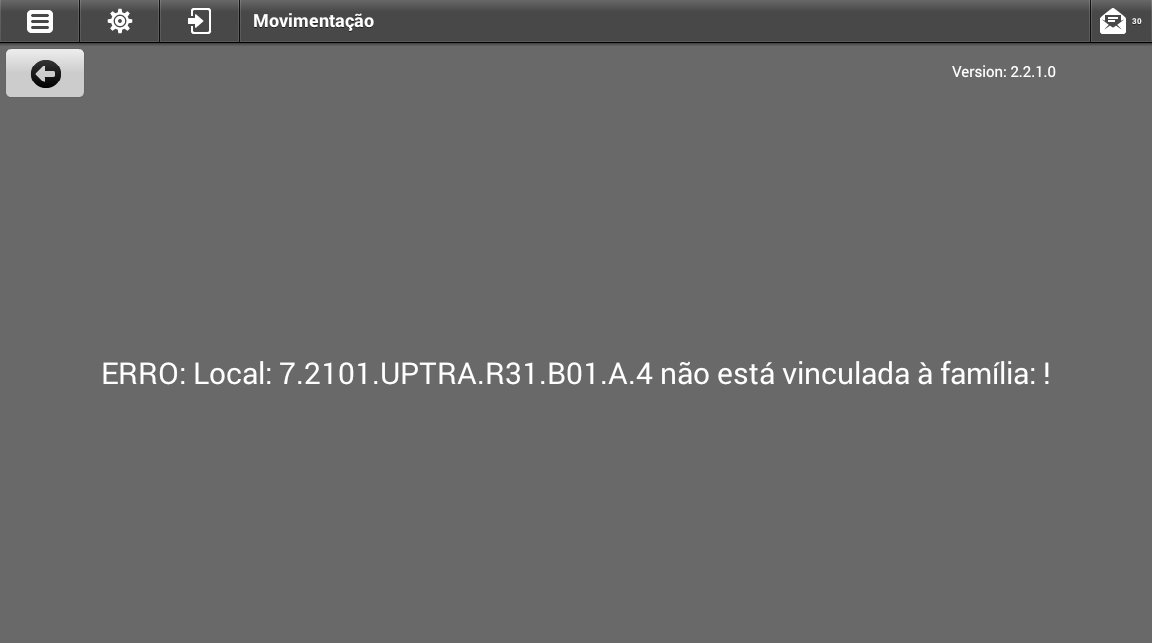 Movimentação
30
Version: 2.2.1.0
ERRO: Local: 7.2101.UPTRA.R31.B01.A.4 não está vinculada à família: !